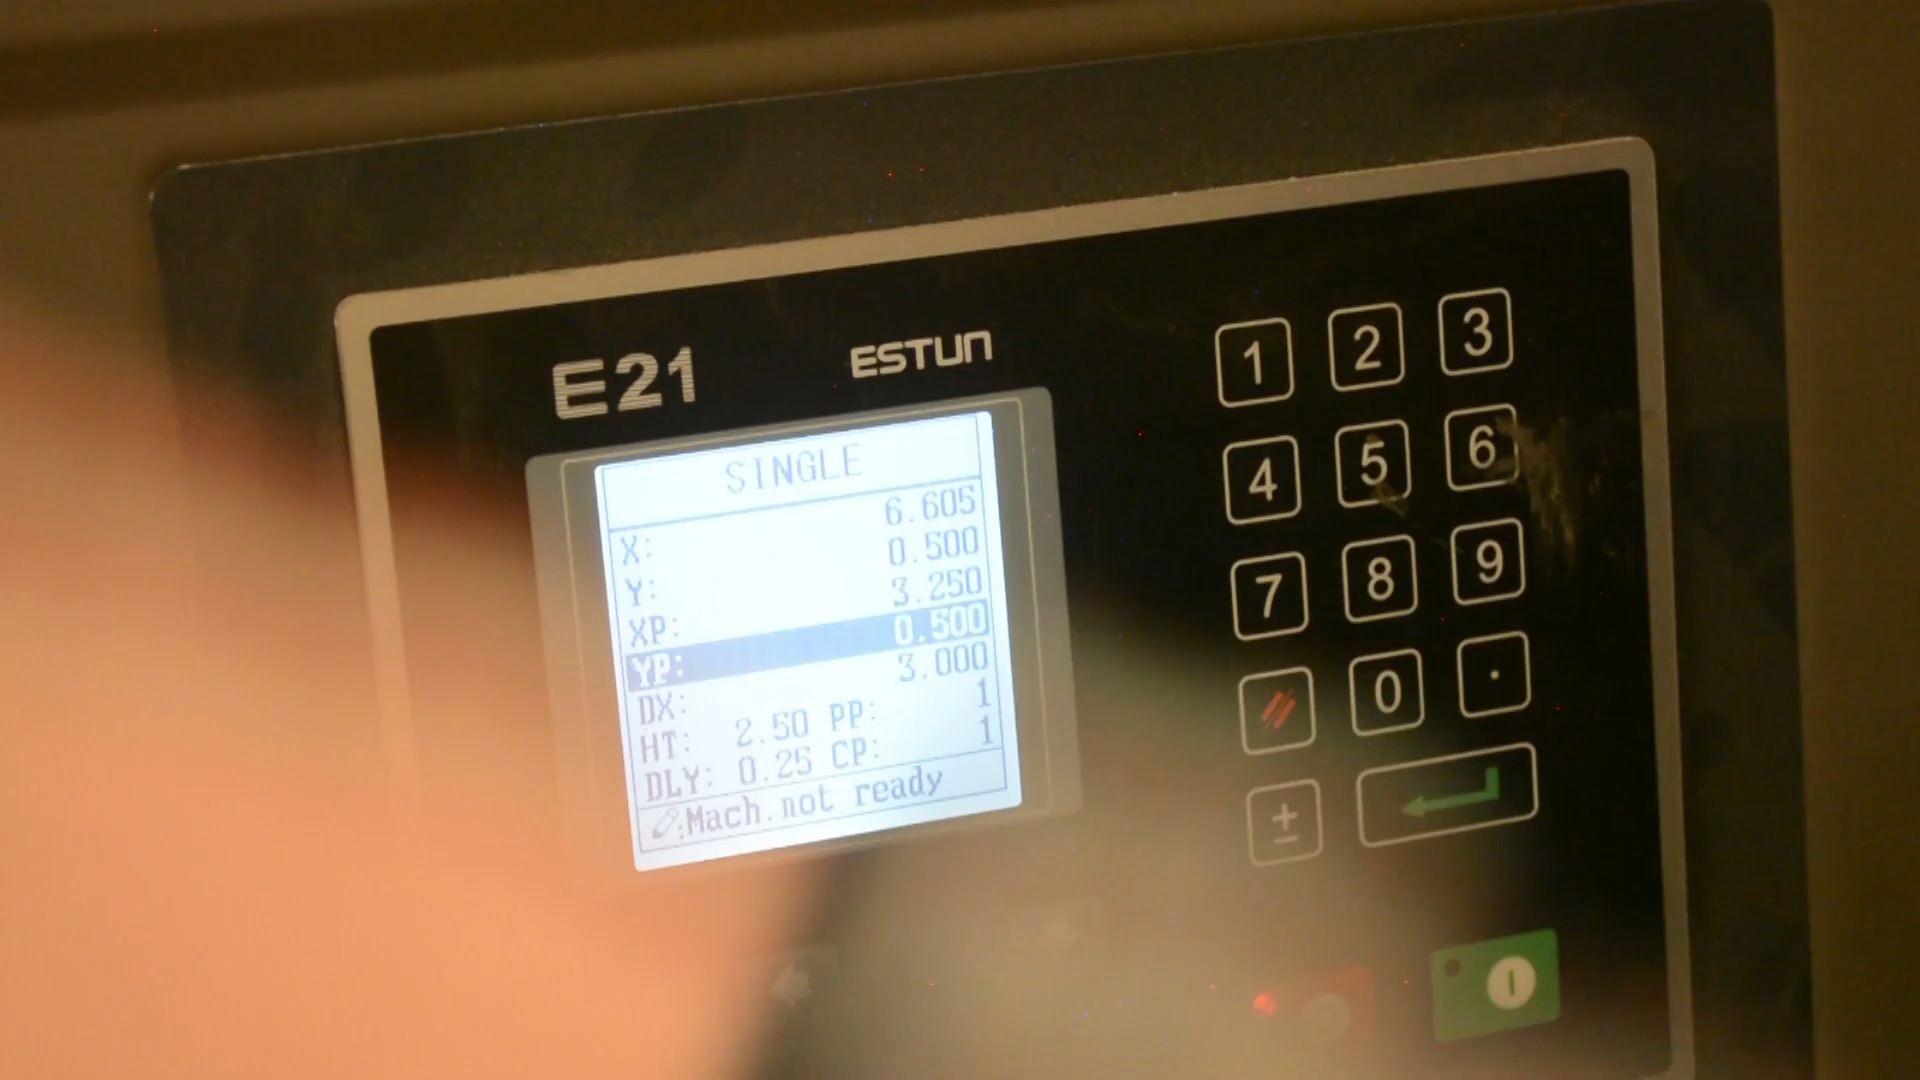 E21 ESTUN
SINGLE
X: 6.605
Y: 0.500
XP: 3.250
YP: 0.500
DX: 3.000
HT: 2.50 PP: 1
DLY: 0.25 CP: 1
:Mach.not ready
1 2 3
4 5 6
7 8 9
0 .
±